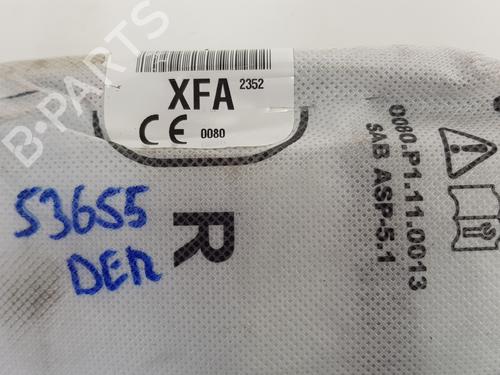 XFA 2352
CE 0080
R
53655
DER
0080.P1.11.0013
SAB ASP-5.1
B-PARTS